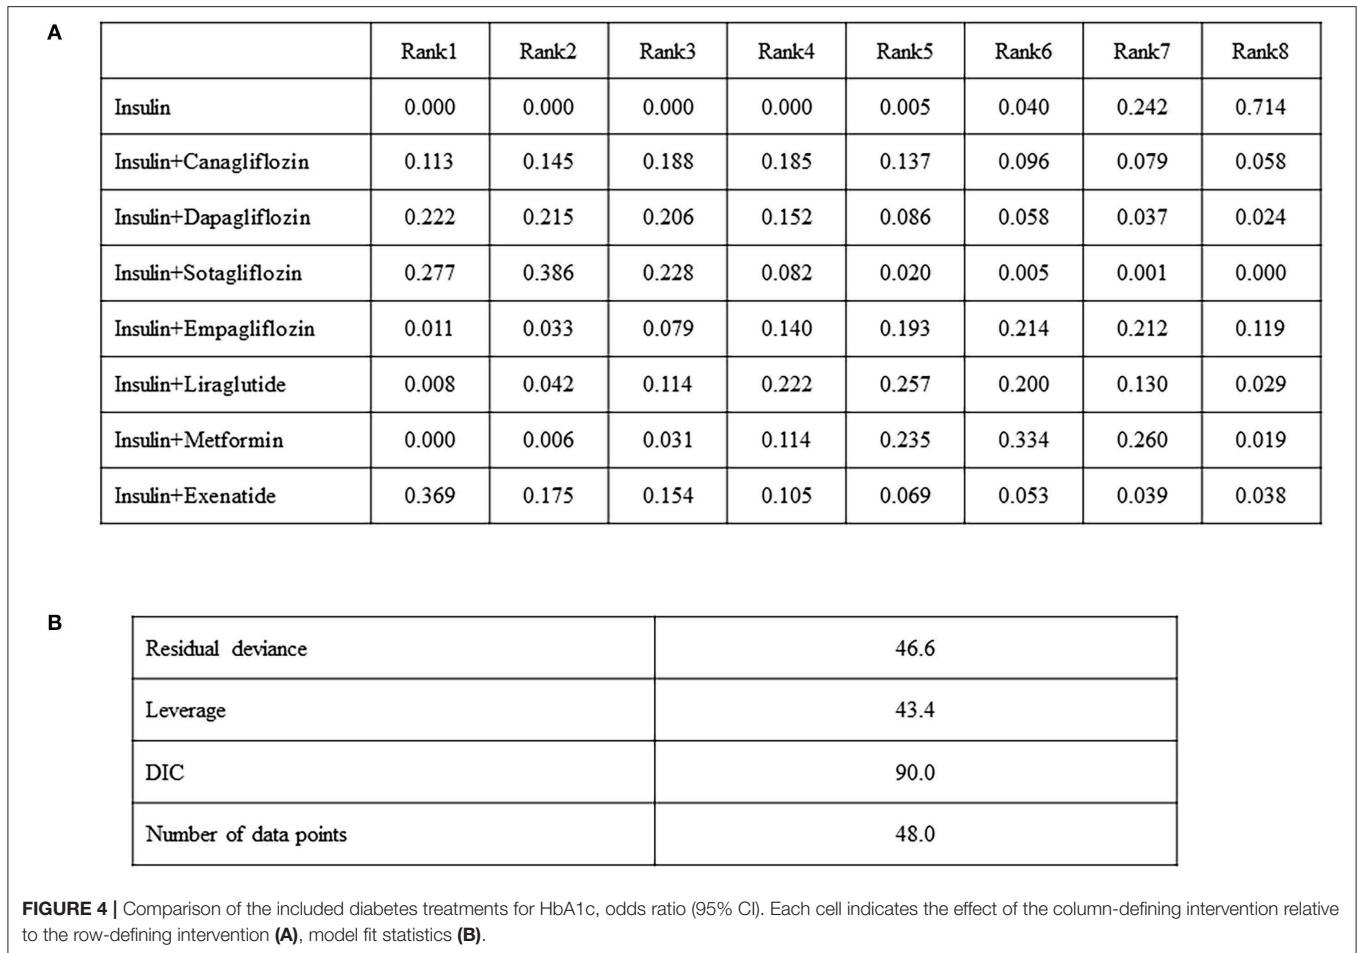 A
Rank1 Rank2 Rank3 Rank4 Rank5 Rank6 Rank7 Rank8
Insulin 0.000 0.000 0.000 0.000 0.005 0.040 0.242 0.714
Insulin+Canagliflozin 0.113 0.145 0.188 0.185 0.137 0.096 0.079 0.058
Insulin+Dapagliflozin 0.222 0.215 0.206 0.152 0.086 0.058 0.037 0.024
Insulin+Sotagliflozin 0.277 0.386 0.228 0.082 0.020 0.005 0.001 0.000
Insulin+Empagliflozin 0.011 0.033 0.079 0.140 0.193 0.214 0.212 0.119
Insulin+Liraglutide 0.008 0.042 0.114 0.222 0.257 0.200 0.130 0.029
Insulin+Metformin 0.000 0.006 0.031 0.114 0.235 0.334 0.260 0.019
Insulin+Exenatide 0.369 0.175 0.154 0.105 0.069 0.053 0.039 0.038
B
Residual deviance 46.6
Leverage 43.4
DIC 90.0
Number of data points 48.0
FIGURE 4 | Comparison of the included diabetes treatments for HbA1c, odds ratio (95% CI). Each cell indicates the effect of the column-defining intervention relative
to the row-defining intervention (A), model fit statistics (B).